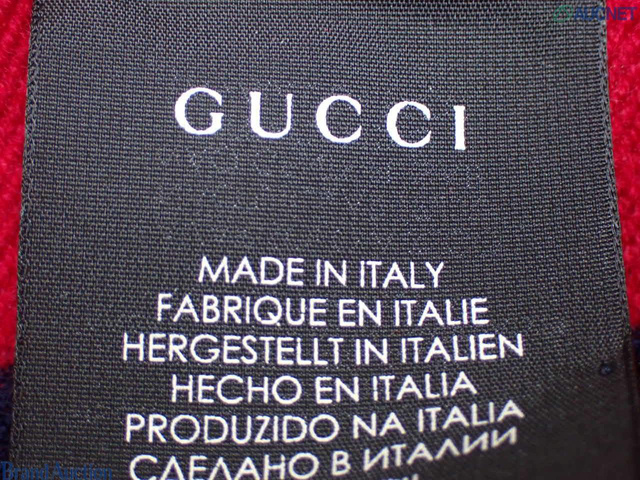 GUCCI
MADE IN ITALY
FABRIQUE EN ITALIE
HERGESTELLT IN ITALIEN
HECHO EN ITALIA
PRODUZIDO NA ITALIA
СДЕЛАНО В ИТАЛИИ